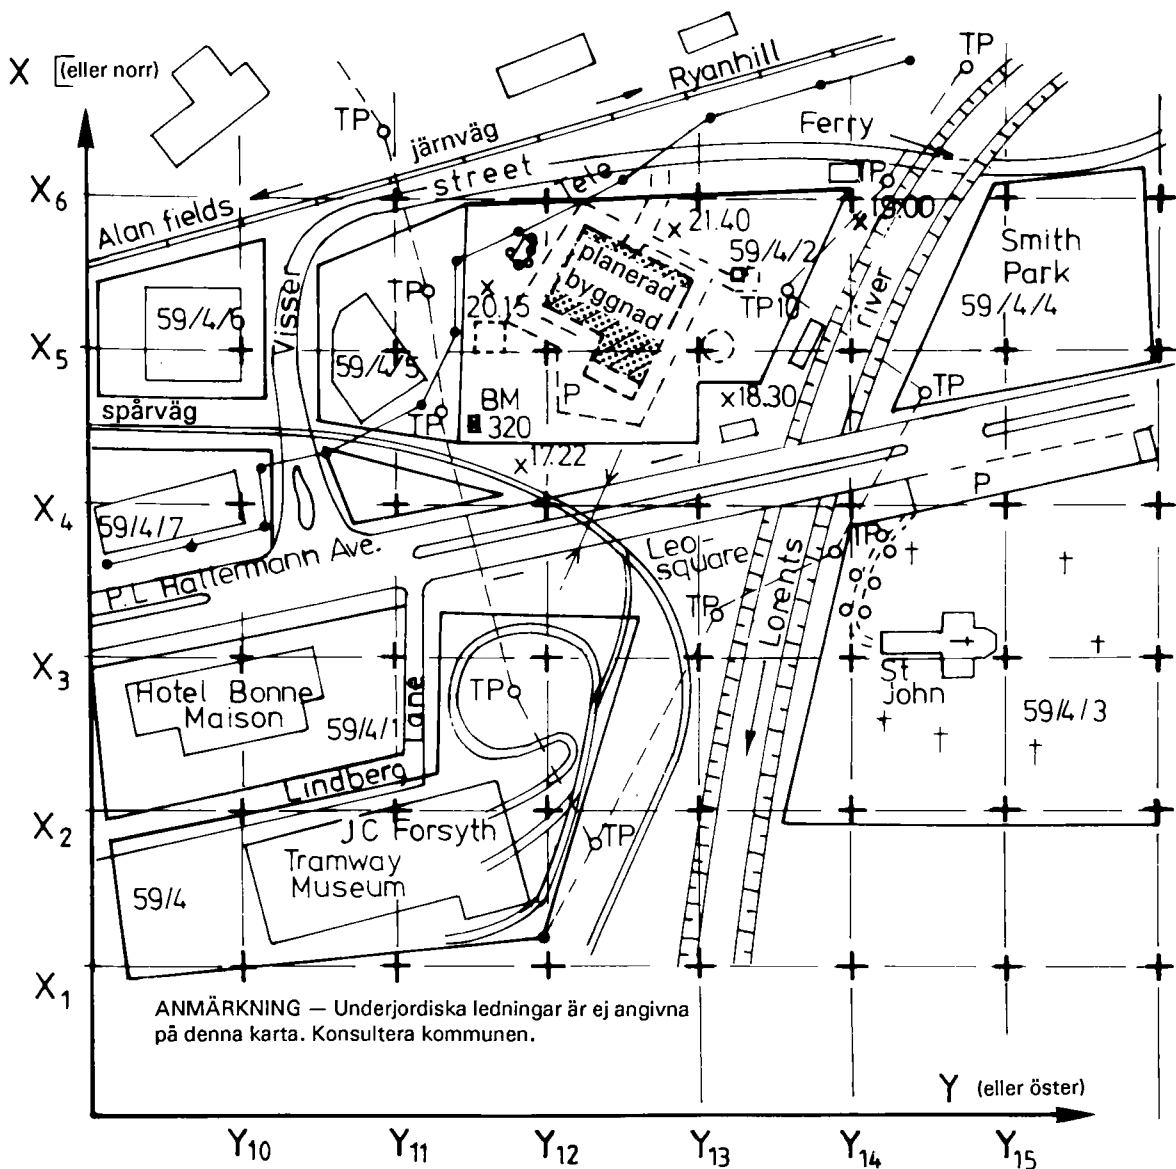 X (eller norr)
TP
TP
Ryanhill
järnväg
street
Ferry
Tele
TP
X6
Alan fields
19.00
x 21.40
59/4/2
Smith
Park
59/4/4
Visser
TP
x
20.15
planerad
byggnad
TP10
river
59/4/6
X5
59/4/5
TP
spårväg
TP
BM
320
P
x18.30
x17.22
P
X4
59/4/7
P.L Haltermann Ave.
Leo-
square
TP
Lorents
TP
X3
Hotel Bonne
Maison
59/4/1
Lane
TP
St
John
59/4/3
Lindberg
X2
J C Forsyth
Tramway
Museum
TP
59/4
X1
ANMÄRKNING – Underjordiska ledningar är ej angivna
på denna karta. Konsultera kommunen.
Y (eller öster)
Y10 Y11 Y12 Y13 Y14 Y15